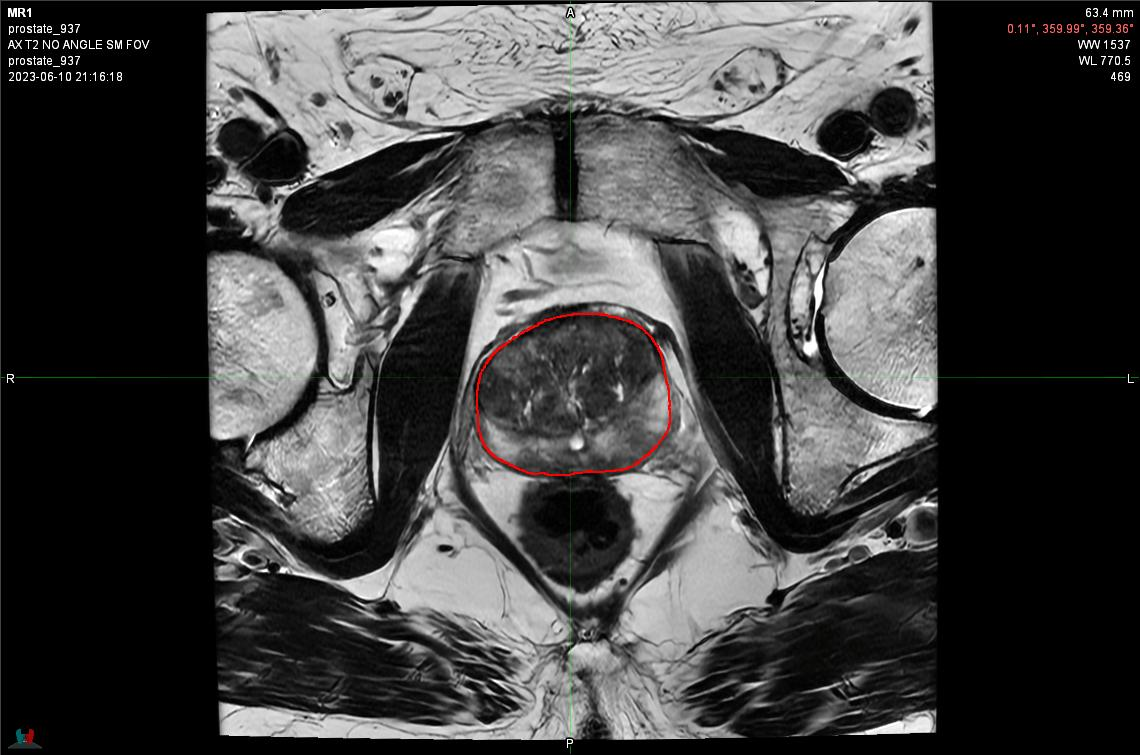 MR1
prostate_937
AX T2 NO ANGLE SM FOV
prostate_937
2023-06-10 21:16:18
A
63.4 mm
0.11°, 359.99°, 359.36°
WW 1537
WL 770.5
469
R
L
P